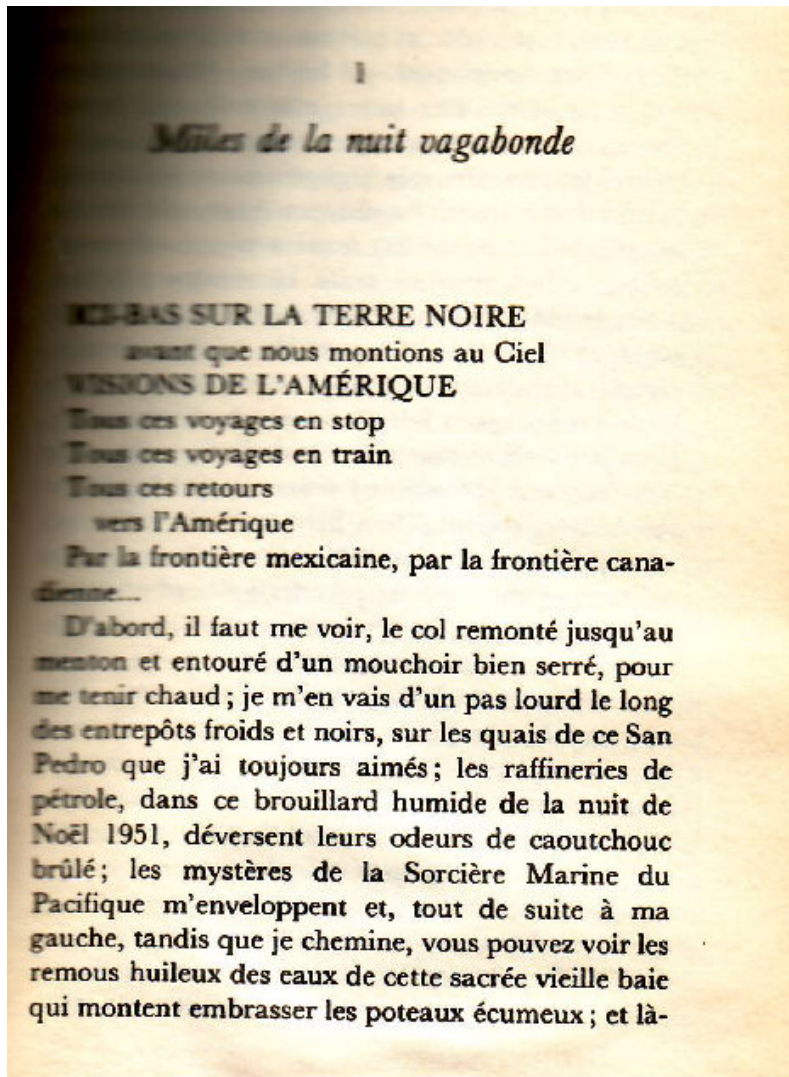 1
Milles de la nuit vagabonde
ICI-BAS SUR LA TERRE NOIRE
avant que nous montions au Ciel
VISIONS DE L'AMÉRIQUE
Tous ces voyages en stop
Tous ces voyages en train
Tous ces retours
vers l'Amérique
Par la frontière mexicaine, par la frontière cana-
dienne...
D'abord, il faut me voir, le col remonté jusqu'au
menton et entouré d'un mouchoir bien serré, pour
me tenir chaud ; je m'en vais d'un pas lourd le long
des entrepôts froids et noirs, sur les quais de ce San
Pedro que j'ai toujours aimés ; les raffineries de
pétrole, dans ce brouillard humide de la nuit de
Noël 1951, déversent leurs odeurs de caoutchouc
brûlé ; les mystères de la Sorcière Marine du
Pacifique m'enveloppent et, tout de suite à ma
gauche, tandis que je chemine, vous pouvez voir les
remous huileux des eaux de cette sacrée vieille baie
qui montent embrasser les poteaux écumeux ; et là-